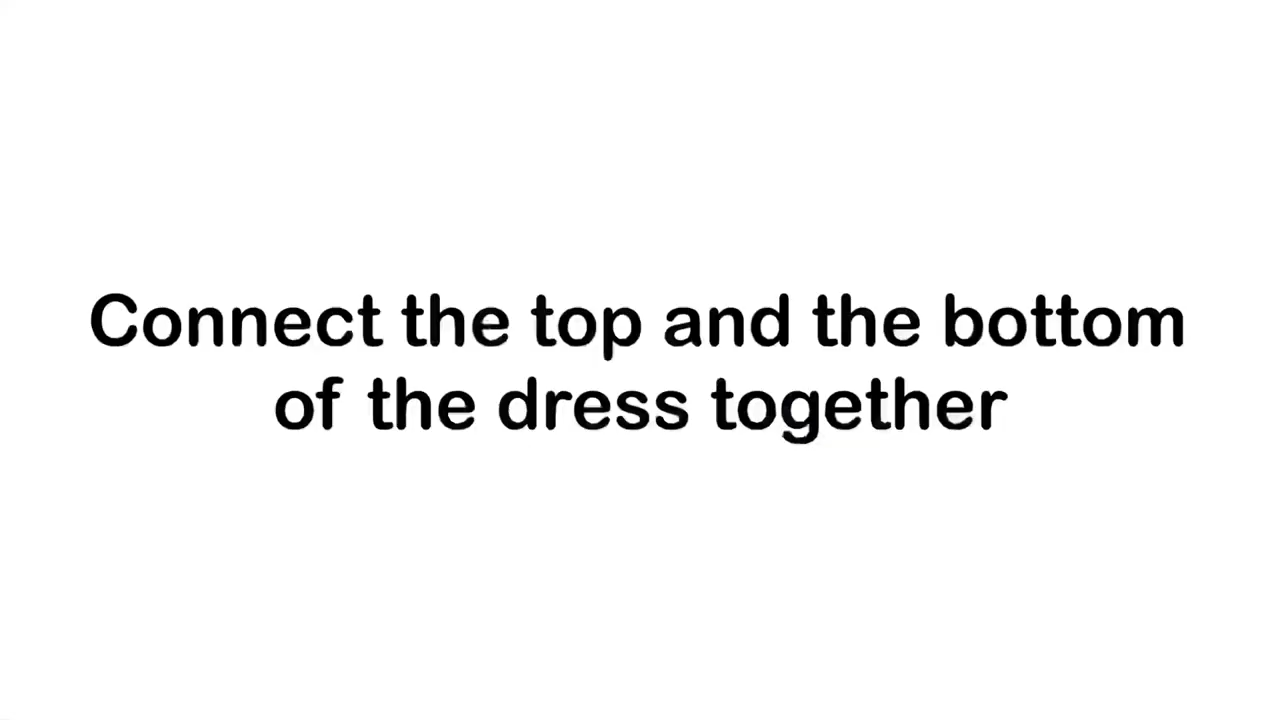 Connect the top and the bottom
of the dress together